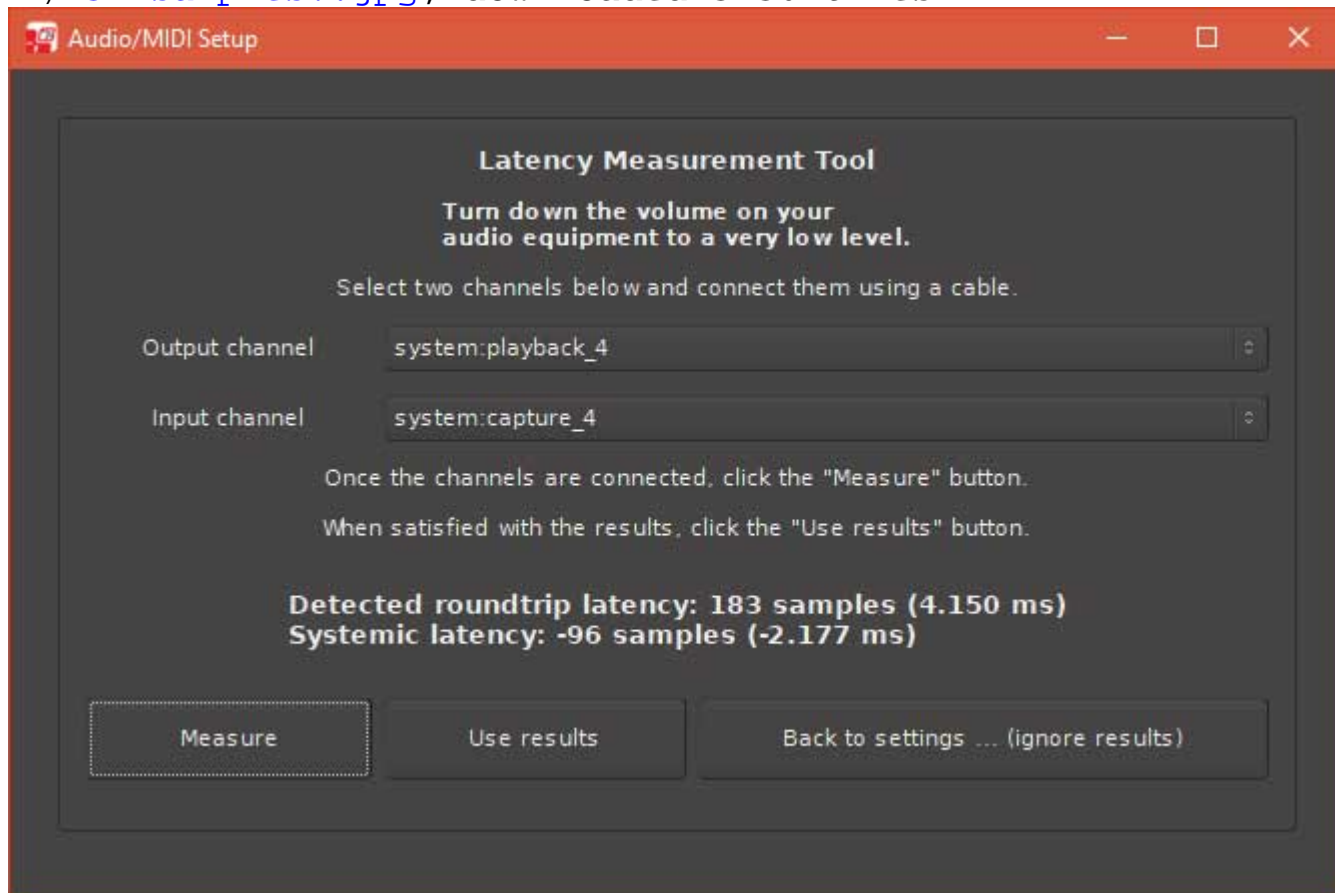 Audio/MIDI Setup
Latency Measurement Tool
Turn down the volume on your
audio equipment to a very low level.
Select two channels below and connect them using a cable.
Output channel system:playback_4
Input channel system:capture_4
Once the channels are connected, click the "Measure" button.
When satisfied with the results, click the "Use results" button.
Detected roundtrip latency: 183 samples (4.150 ms)
Systemic latency: -96 samples (-2.177 ms)
Measure Use results Back to settings ... (ignore results)